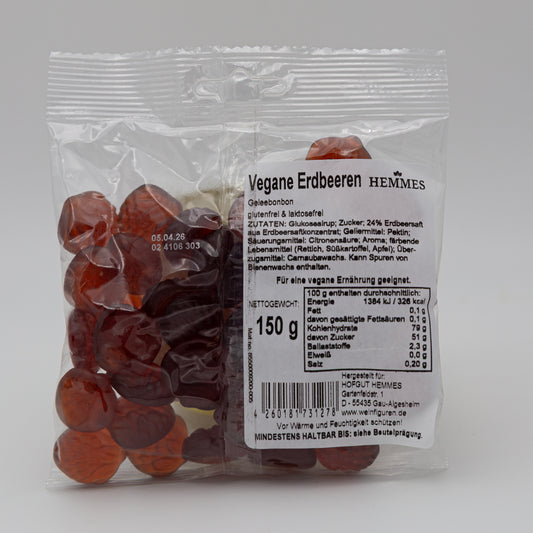 Vegane Erdbeeren HEMMES
Geleebonbon
glutenfrei & laktosefrei
ZUTATEN: Glukosesirup; Zucker; 24% Erdbeersaft
aus Erdbeersaftkonzentrat; Geliermittel: Pektin;
Säuerungsmittel: Citronensäure; Aroma; färbende
Lebensmittel (Rettich, Süßkartoffel, Apfel); Über-
zugsmittel: Carnaubawachs. Kann Spuren von
Bienenwachs enthalten.
Für eine vegane Ernährung geeignet.
05.04.26
02 4106 303
NETTOGEWICHT:
150 g
100 g enthalten durchschnittlich:
Energie 1384 kJ / 326 kcal
Fett 0,1 g
davon gesättigte Fettsäuren 0,1 g
Kohlenhydrate 79 g
davon Zucker 51 g
Ballaststoffe 2,3 g
Eiweiß 0,0 g
Salz 0,20 g
4 260181 731278
Hergestellt für:
HOFGUT HEMMES
Gartenfeldstr. 1
D - 55435 Gau-Algesheim
www.weinfiguren.de
Vor Wärme und Feuchtigkeit schützen!
MINDESTENS HALTBAR BIS: siehe Beutelprägung.